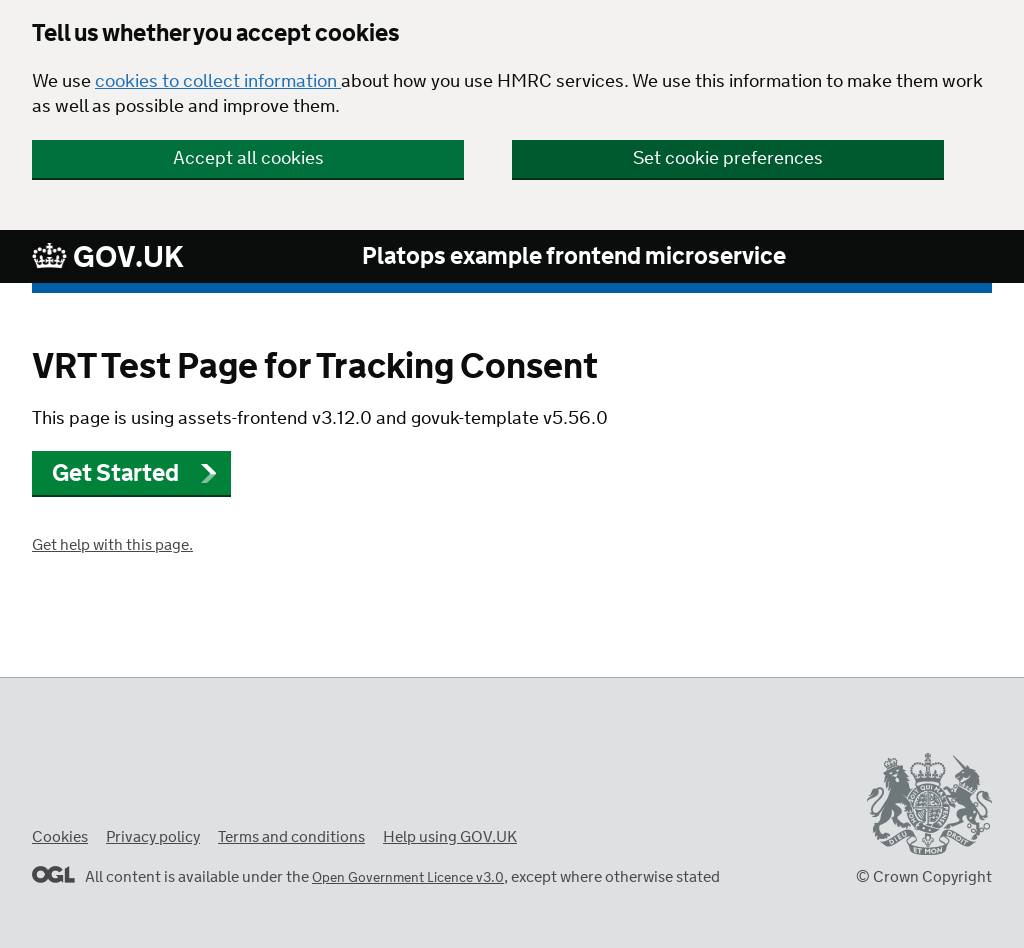 Tell us whether you accept cookies
We use cookies to collect information about how you use HMRC services. We use this information to make them work
as well as possible and improve them.
Accept all cookies
Set cookie preferences
GOV.UK
Platops example frontend microservice
VRT Test Page for Tracking Consent
This page is using assets-frontend v3.12.0 and govuk-template v5.56.0
Get Started
Get help with this page.
Cookies Privacy policy Terms and conditions Help using GOV.UK
OGL All content is available under the Open Government Licence v3.0, except where otherwise stated
DIEU ET MON DROIT
© Crown Copyright